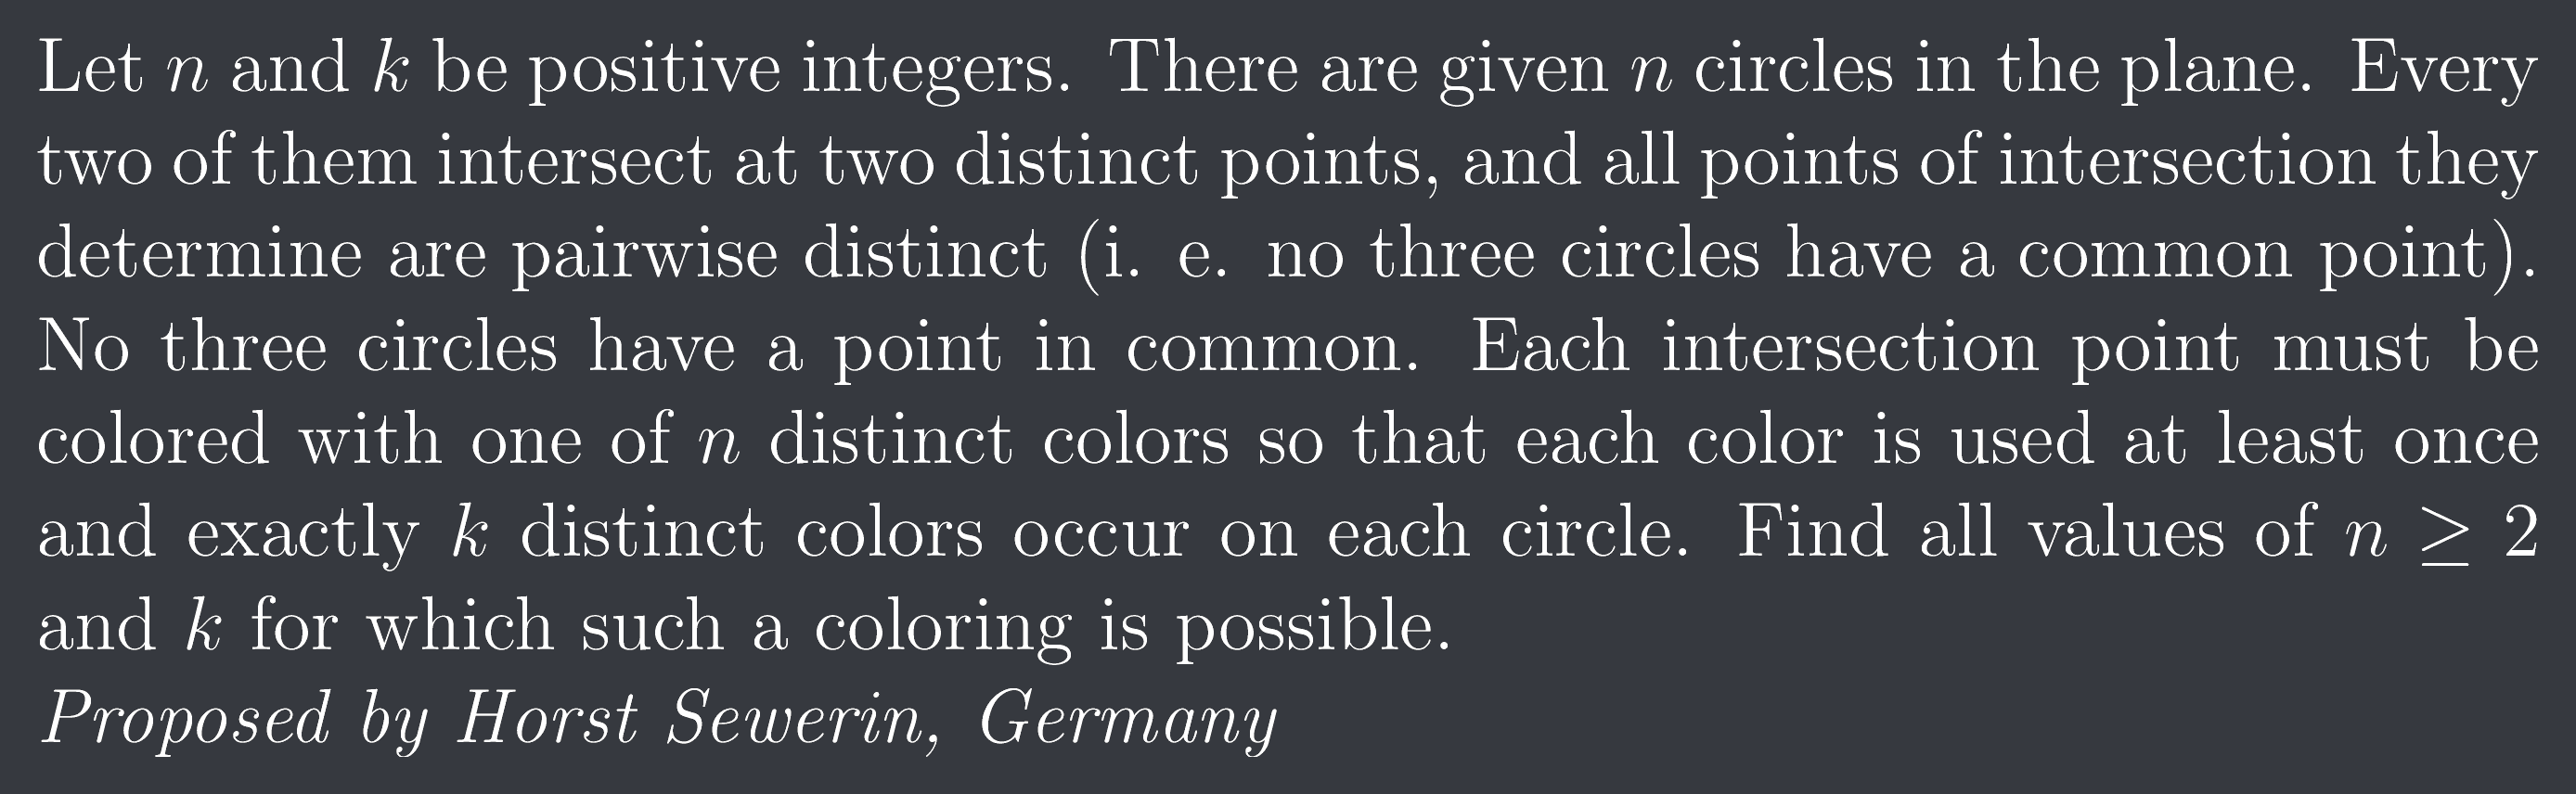 Let n and k be positive integers. There are given n circles in the plane. Every
two of them intersect at two distinct points, and all points of intersection they
determine are pairwise distinct (i. e. no three circles have a common point).
No three circles have a point in common. Each intersection point must be
colored with one of n distinct colors so that each color is used at least once
and exactly k distinct colors occur on each circle. Find all values of n ≥ 2
and k for which such a coloring is possible.
Proposed by Horst Sewerin, Germany